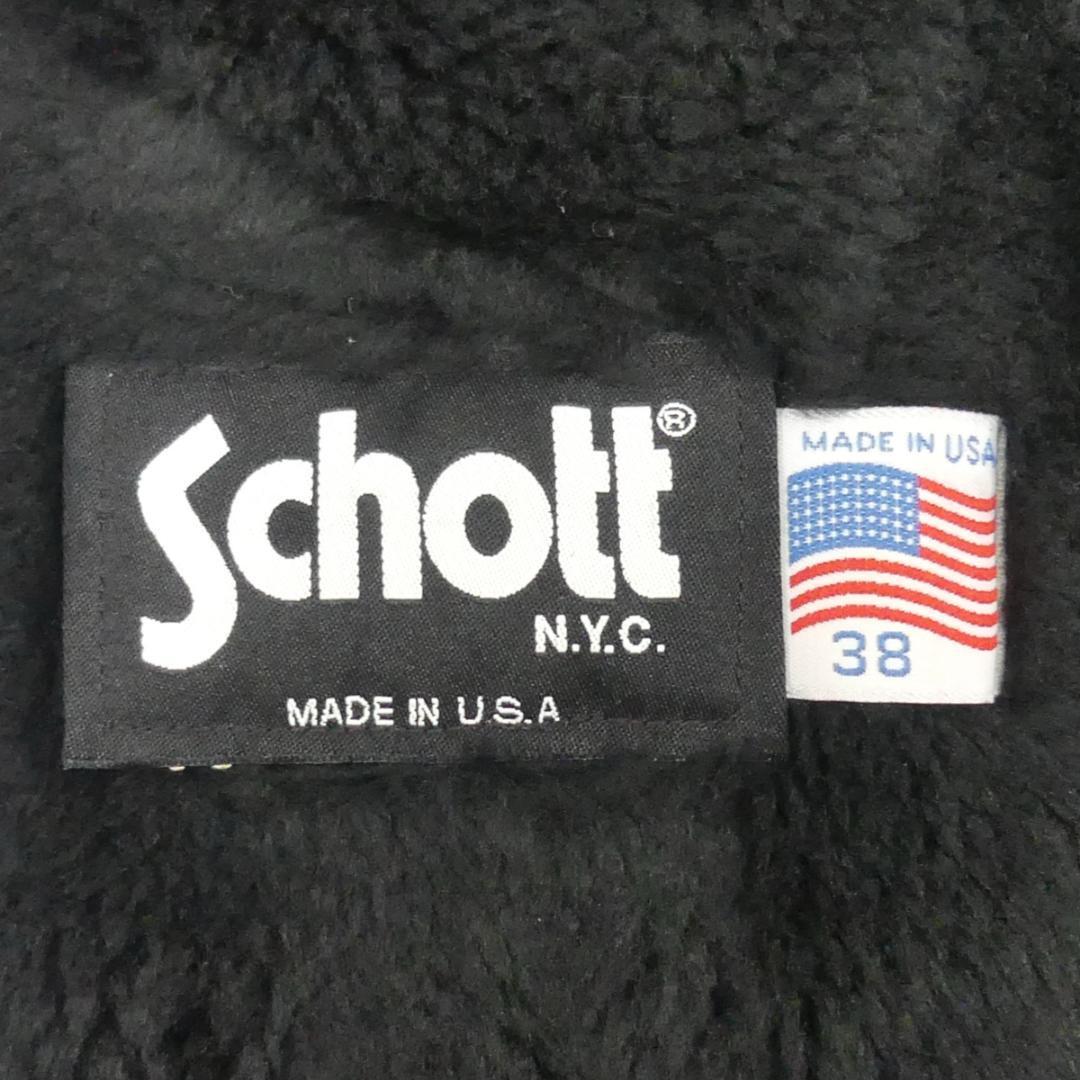 Schott®
N.Y.C.
MADE IN U.S.A
MADE IN USA
38